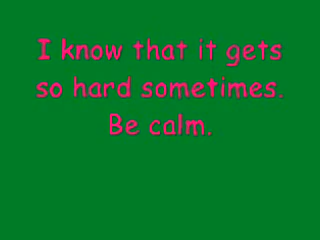 I know that it gets
so hard sometimes.
Be calm.